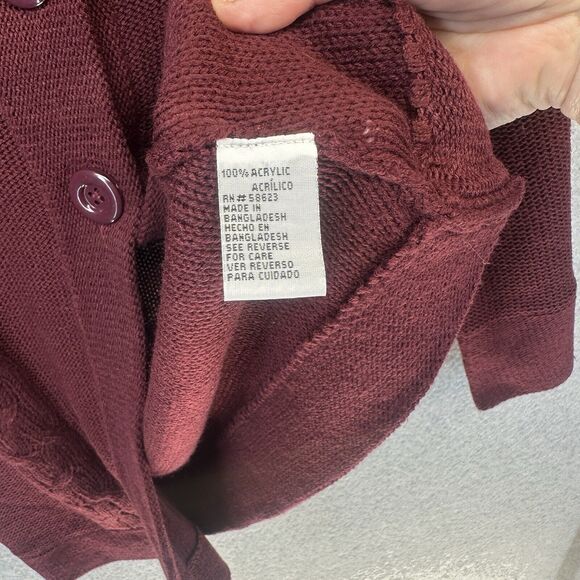 100% ACRYLIC
ACRÍLICO
RN# 58623
MADE IN
BANGLADESH
HECHO EN
BANGLADESH
SEE REVERSE
FOR CARE
VER REVERSO
PARA CUIDADO